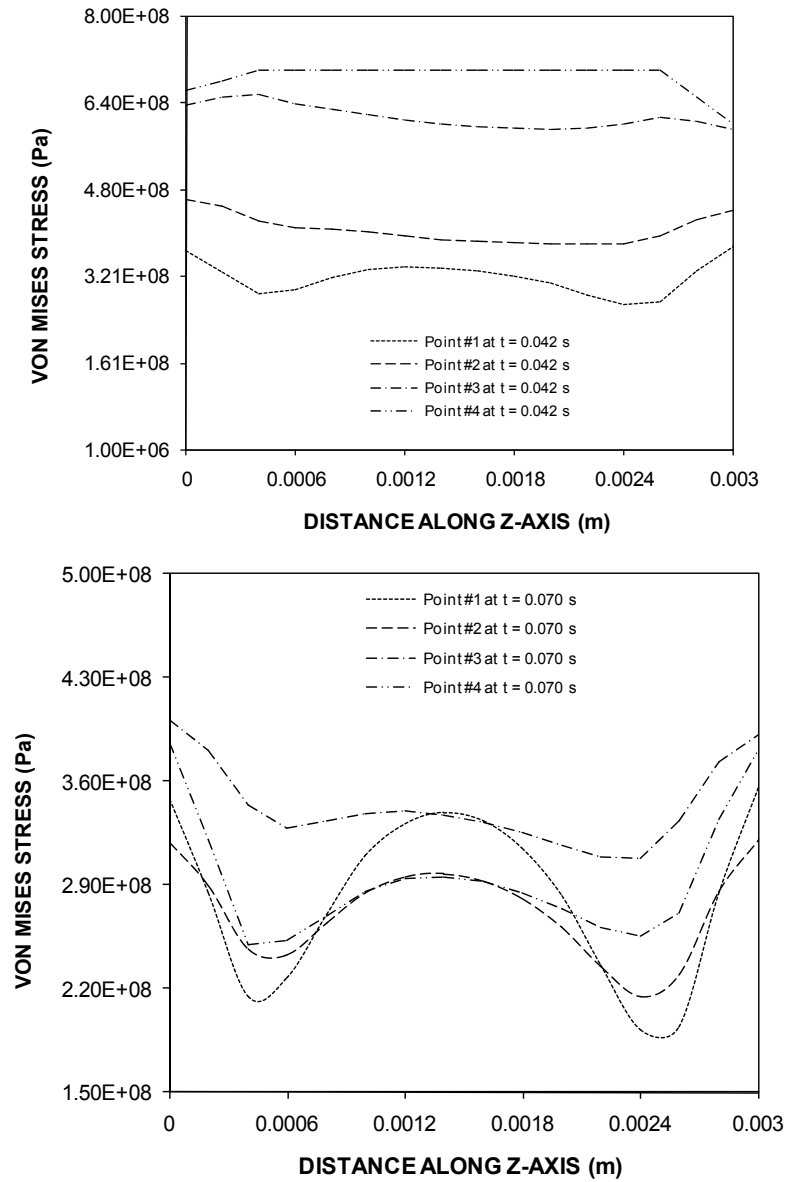 8.00E+08
6.40E+08
4.80E+08
3.21E+08
1.61E+08
1.00E+06
VON MISES STRESS (Pa)
Point #1 at t = 0.042 s
Point #2 at t = 0.042 s
Point #3 at t = 0.042 s
Point #4 at t = 0.042 s
0 0.0006 0.0012 0.0018 0.0024 0.003
DISTANCE ALONG Z-AXIS (m)
5.00E+08
4.30E+08
3.60E+08
2.90E+08
2.20E+08
1.50E+08
VON MISES STRESS (Pa)
Point #1 at t = 0.070 s
Point #2 at t = 0.070 s
Point #3 at t = 0.070 s
Point #4 at t = 0.070 s
0 0.0006 0.0012 0.0018 0.0024 0.003
DISTANCE ALONG Z-AXIS (m)